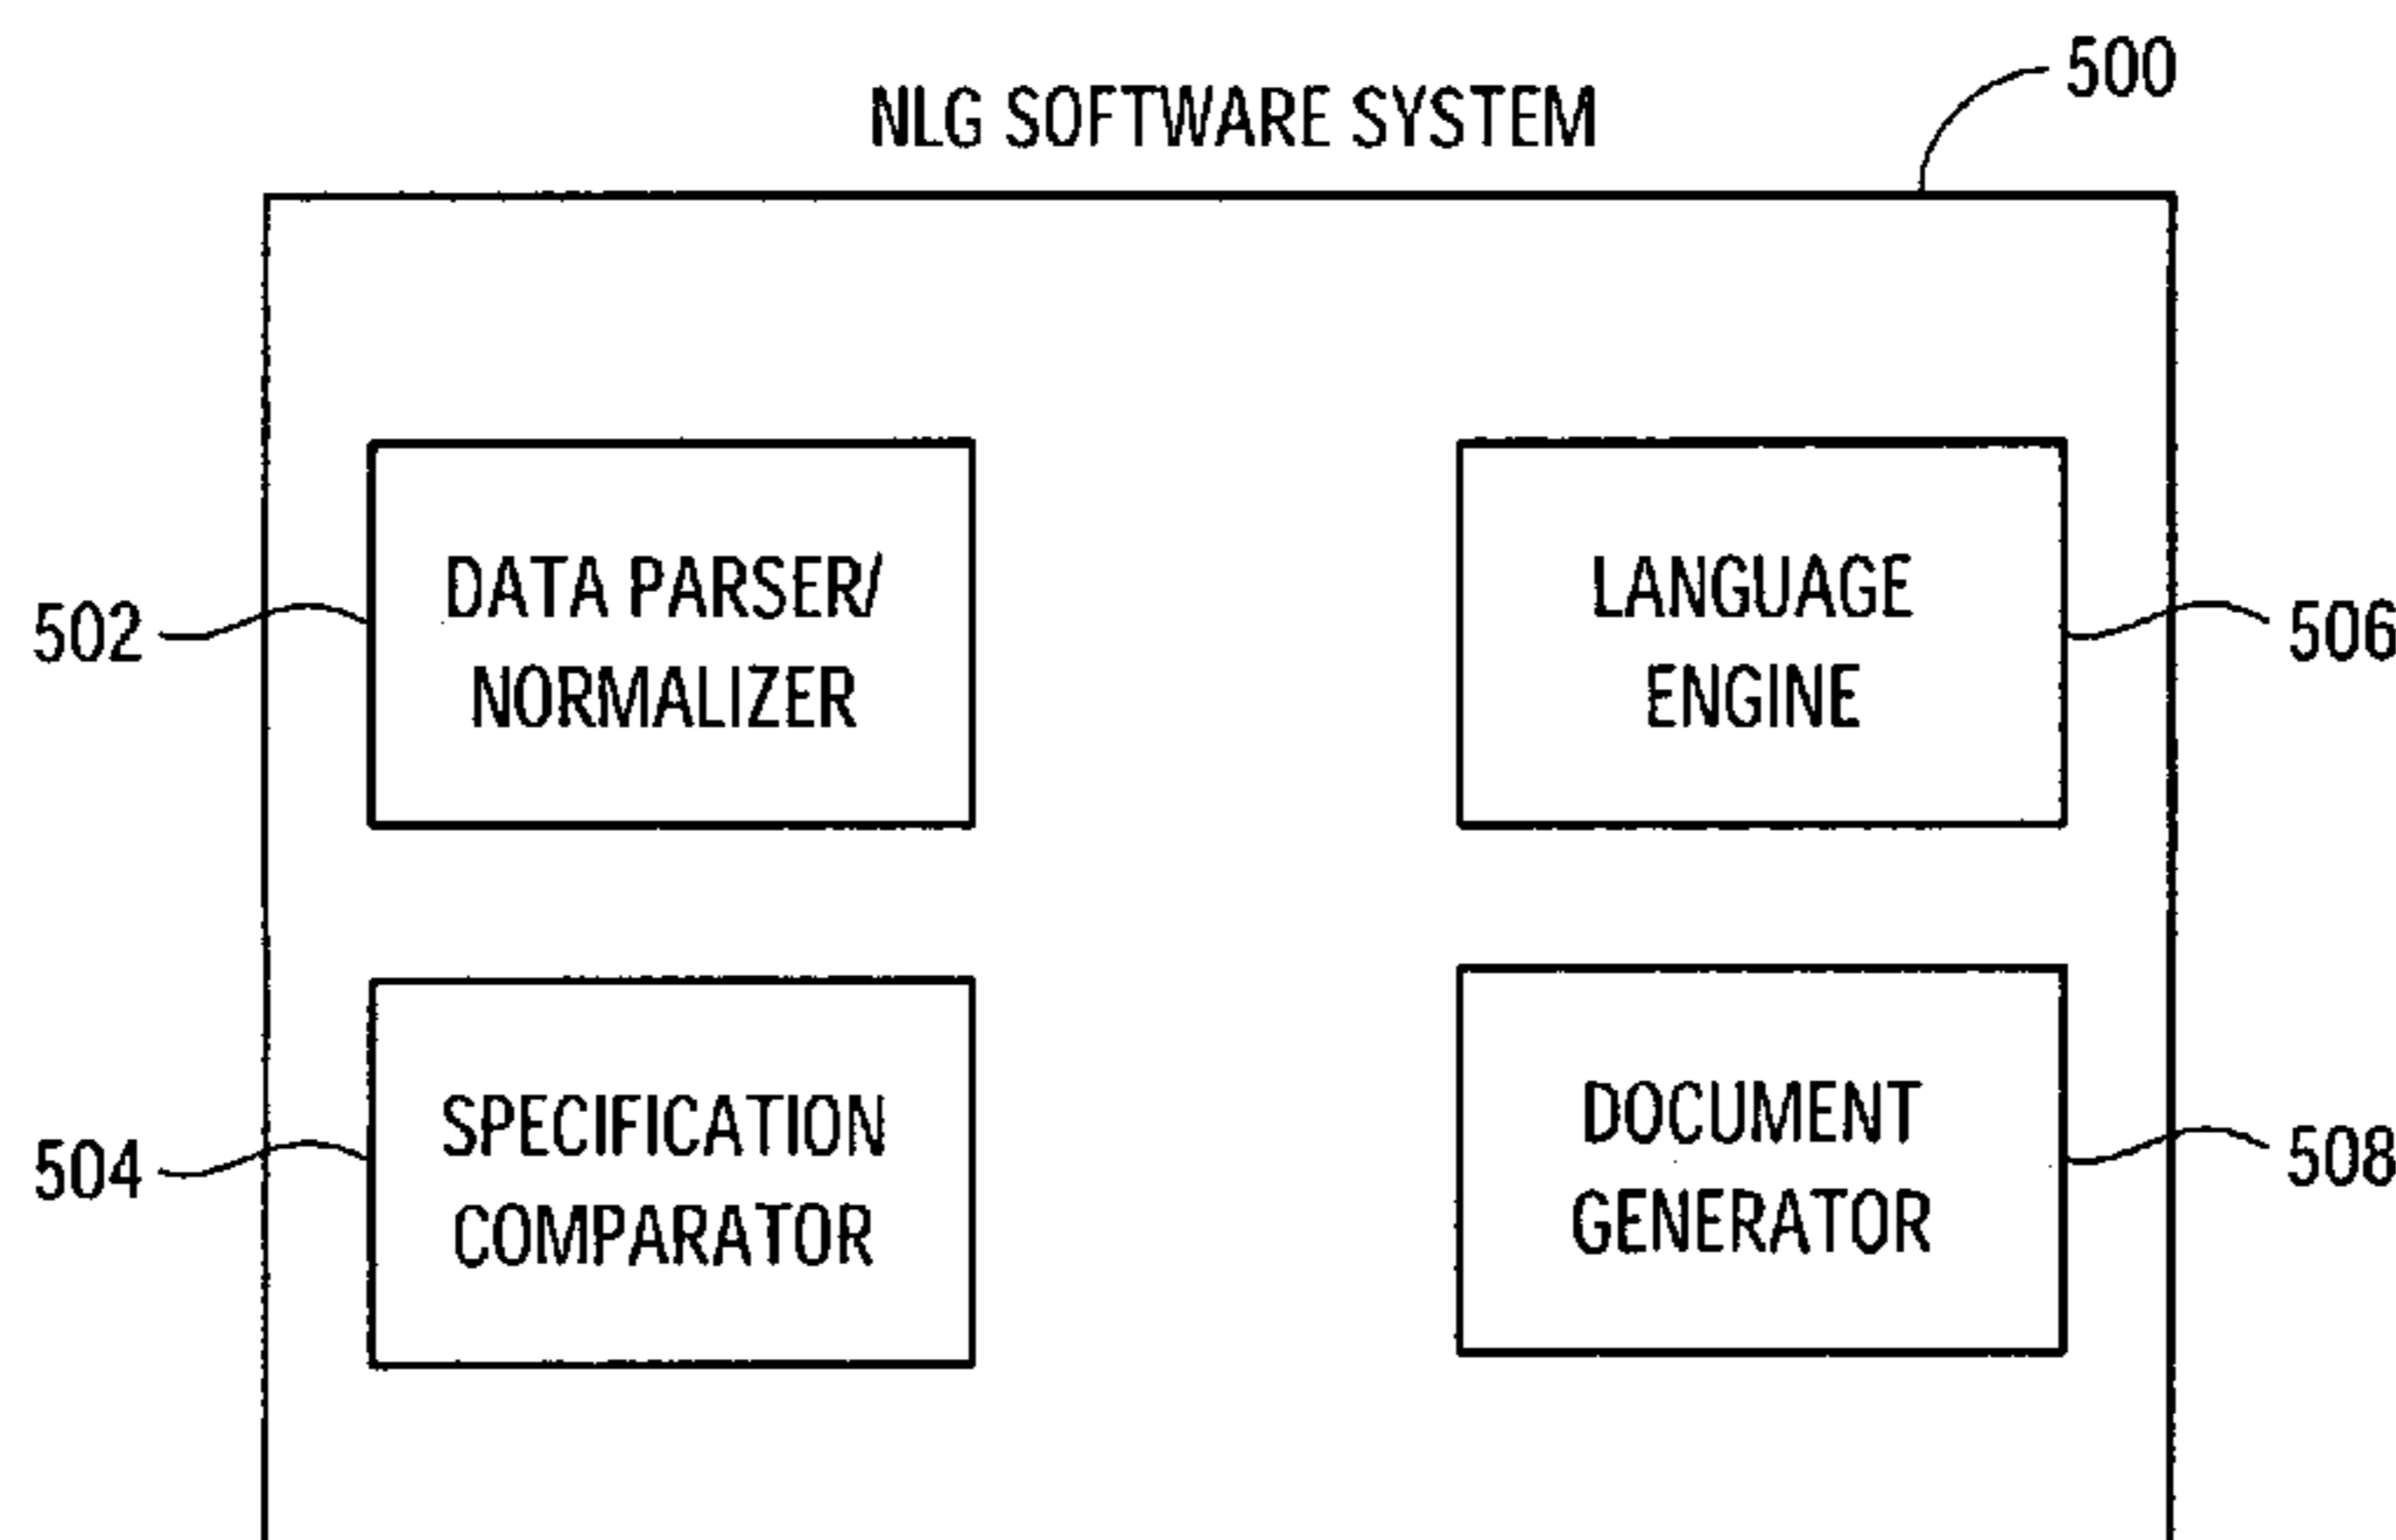 500
NLG SOFTWARE SYSTEM
502
DATA PARSER/
NORMALIZER
LANGUAGE
ENGINE
506
504
SPECIFICATION
COMPARATOR
DOCUMENT
GENERATOR
508